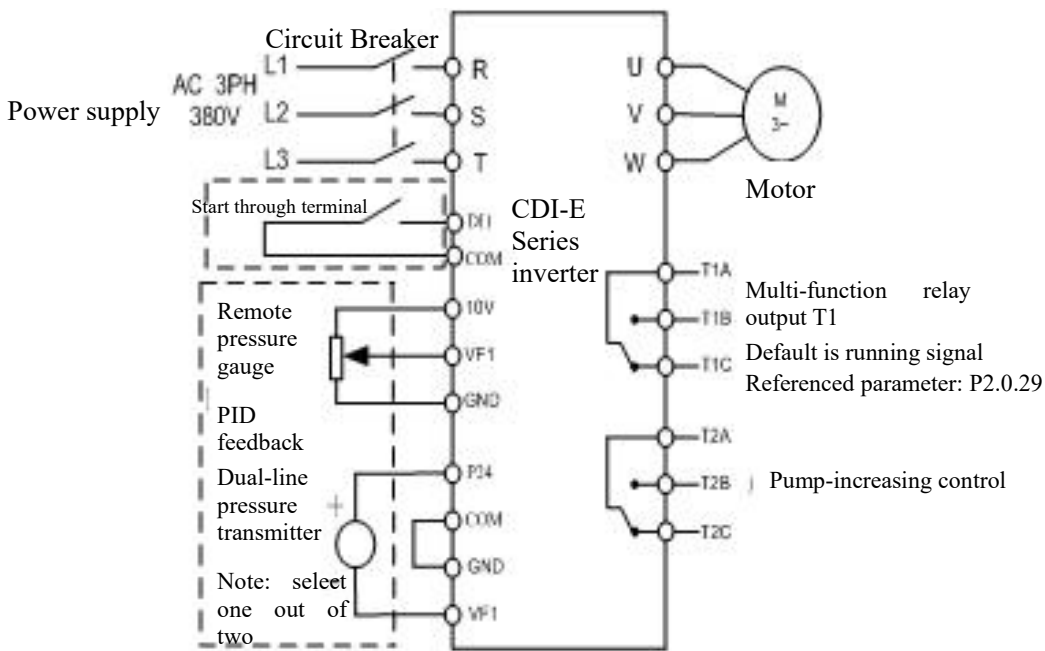 Circuit Breaker
Power supply
AC 3PH
380V
L1
L2
L3
R
S
T
U
V
W
M
3~
Motor
Start through terminal
DI1
COM
CDI-E
Series
inverter
Remote
pressure
gauge
10V
VF1
GND
PID
feedback
Dual-line
pressure
transmitter
+
-
Note: select
one out of
two
P24
COM
GND
VF1
T1A
T1B
T1C
Multi-function relay
output T1
Default is running signal
Referenced parameter: P2.0.29
T2A
T2B
T2C
Pump-increasing control